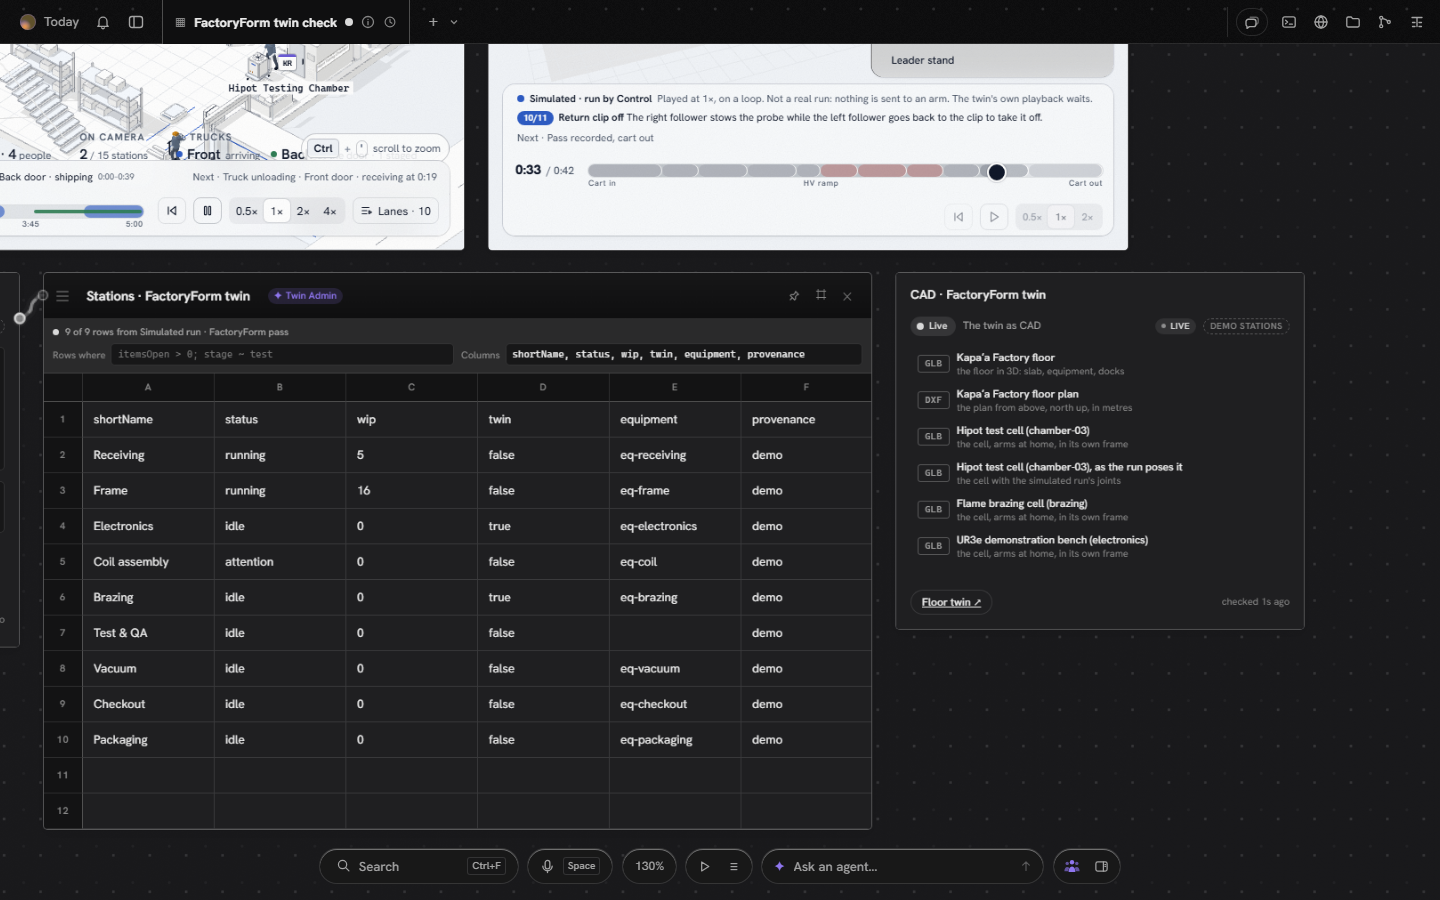 Today
FactoryForm twin check
KR
Hipot Testing Chamber
ON CAMERA
TRUCKS
· 4 people
2 / 15 stations
Front arriving
Bac
Ctrl + scroll to zoom
Back door · shipping 0:00-0:39
Next · Truck unloading · Front door · receiving at 0:19
3:45
5:00
0.5×
1×
2×
4×
Lanes · 10
Leader stand
Simulated · run by Control Played at 1×, on a loop. Not a real run: nothing is sent to an arm. The twin's own playback waits.
10/11 Return clip off The right follower stows the probe while the left follower goes back to the clip to take it off.
Next · Pass recorded, cart out
0:33 / 0:42
Cart in
HV ramp
Cart out
0.5×
1×
2×
Stations · FactoryForm twin
Twin Admin
9 of 9 rows from Simulated run · FactoryForm pass
Rows where itemsOpen > 0; stage ~ test
Columns shortName, status, wip, twin, equipment, provenance
A B C D E F
1 shortName status wip twin equipment provenance
2 Receiving running 5 false eq-receiving demo
3 Frame running 16 false eq-frame demo
4 Electronics idle 0 true eq-electronics demo
5 Coil assembly attention 0 false eq-coil demo
6 Brazing idle 0 true eq-brazing demo
7 Test & QA idle 0 false demo
8 Vacuum idle 0 false eq-vacuum demo
9 Checkout idle 0 false eq-checkout demo
10 Packaging idle 0 false eq-packaging demo
11
12
CAD · FactoryForm twin
Live The twin as CAD
LIVE
DEMO STATIONS
GLB Kapaʻa Factory floor
the floor in 3D: slab, equipment, docks
DXF Kapaʻa Factory floor plan
the plan from above, north up, in metres
GLB Hipot test cell (chamber-03)
the cell, arms at home, in its own frame
GLB Hipot test cell (chamber-03), as the run poses it
the cell with the simulated run's joints
GLB Flame brazing cell (brazing)
the cell, arms at home, in its own frame
GLB UR3e demonstration bench (electronics)
the cell, arms at home, in its own frame
Floor twin ↗
checked 1s ago
Search Ctrl+F
Space
130%
Ask an agent...